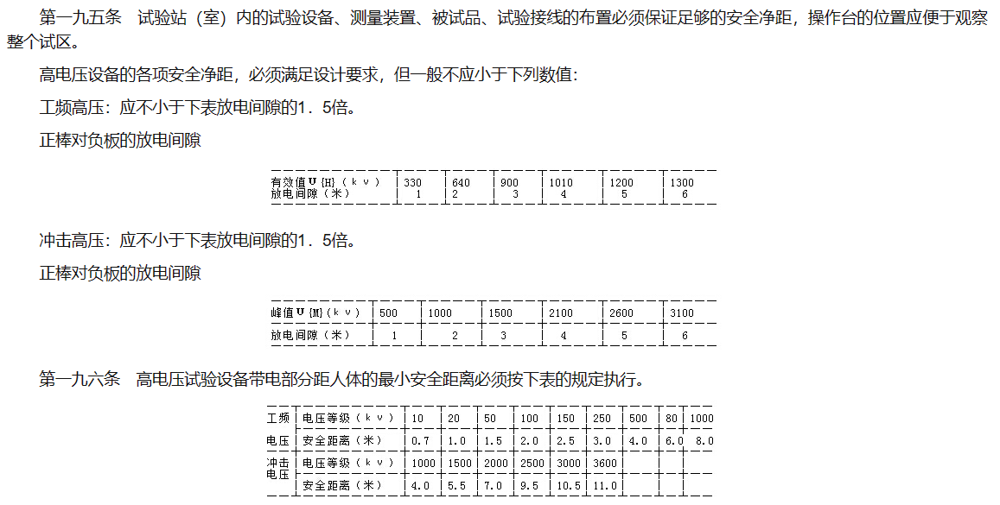 第一九五条　试验站（室）内的试验设备、测量装置、被试品、试验接线的布置必须保证足够的安全净距，操作台的位置应便于观察
整个试区。
高电压设备的各项安全净距，必须满足设计要求，但一般不应小于下列数值：
工频高压：应不小于下表放电间隙的1．5倍。
正棒对负板的放电间隙
有效值U{H}（ｋｖ） 330 640 900 1010 1200 1300
放电间隙（米） 1 2 3 4 5 6
冲击高压：应不小于下表放电间隙的1．5倍。
正棒对负板的放电间隙
峰值U{M}(ｋｖ) 500 1000 1500 2100 2600 3100
放电间隙（米） 1 2 3 4 5 6
第一九六条　高电压试验设备带电部分距人体的最小安全距离必须按下表的规定执行。
工频 电压等级（ｋｖ） 10 20 50 100 150 250 500 80 1000
电压 安全距离（米） 0.7 1.0 1.5 2.0 2.5 3.0 4.0 6.0 8.0
冲击 电压等级（ｋｖ） 1000 1500 2000 2500 3000 3600
电压
安全距离（米） 4.0 5.5 7.0 9.5 10.5 11.0